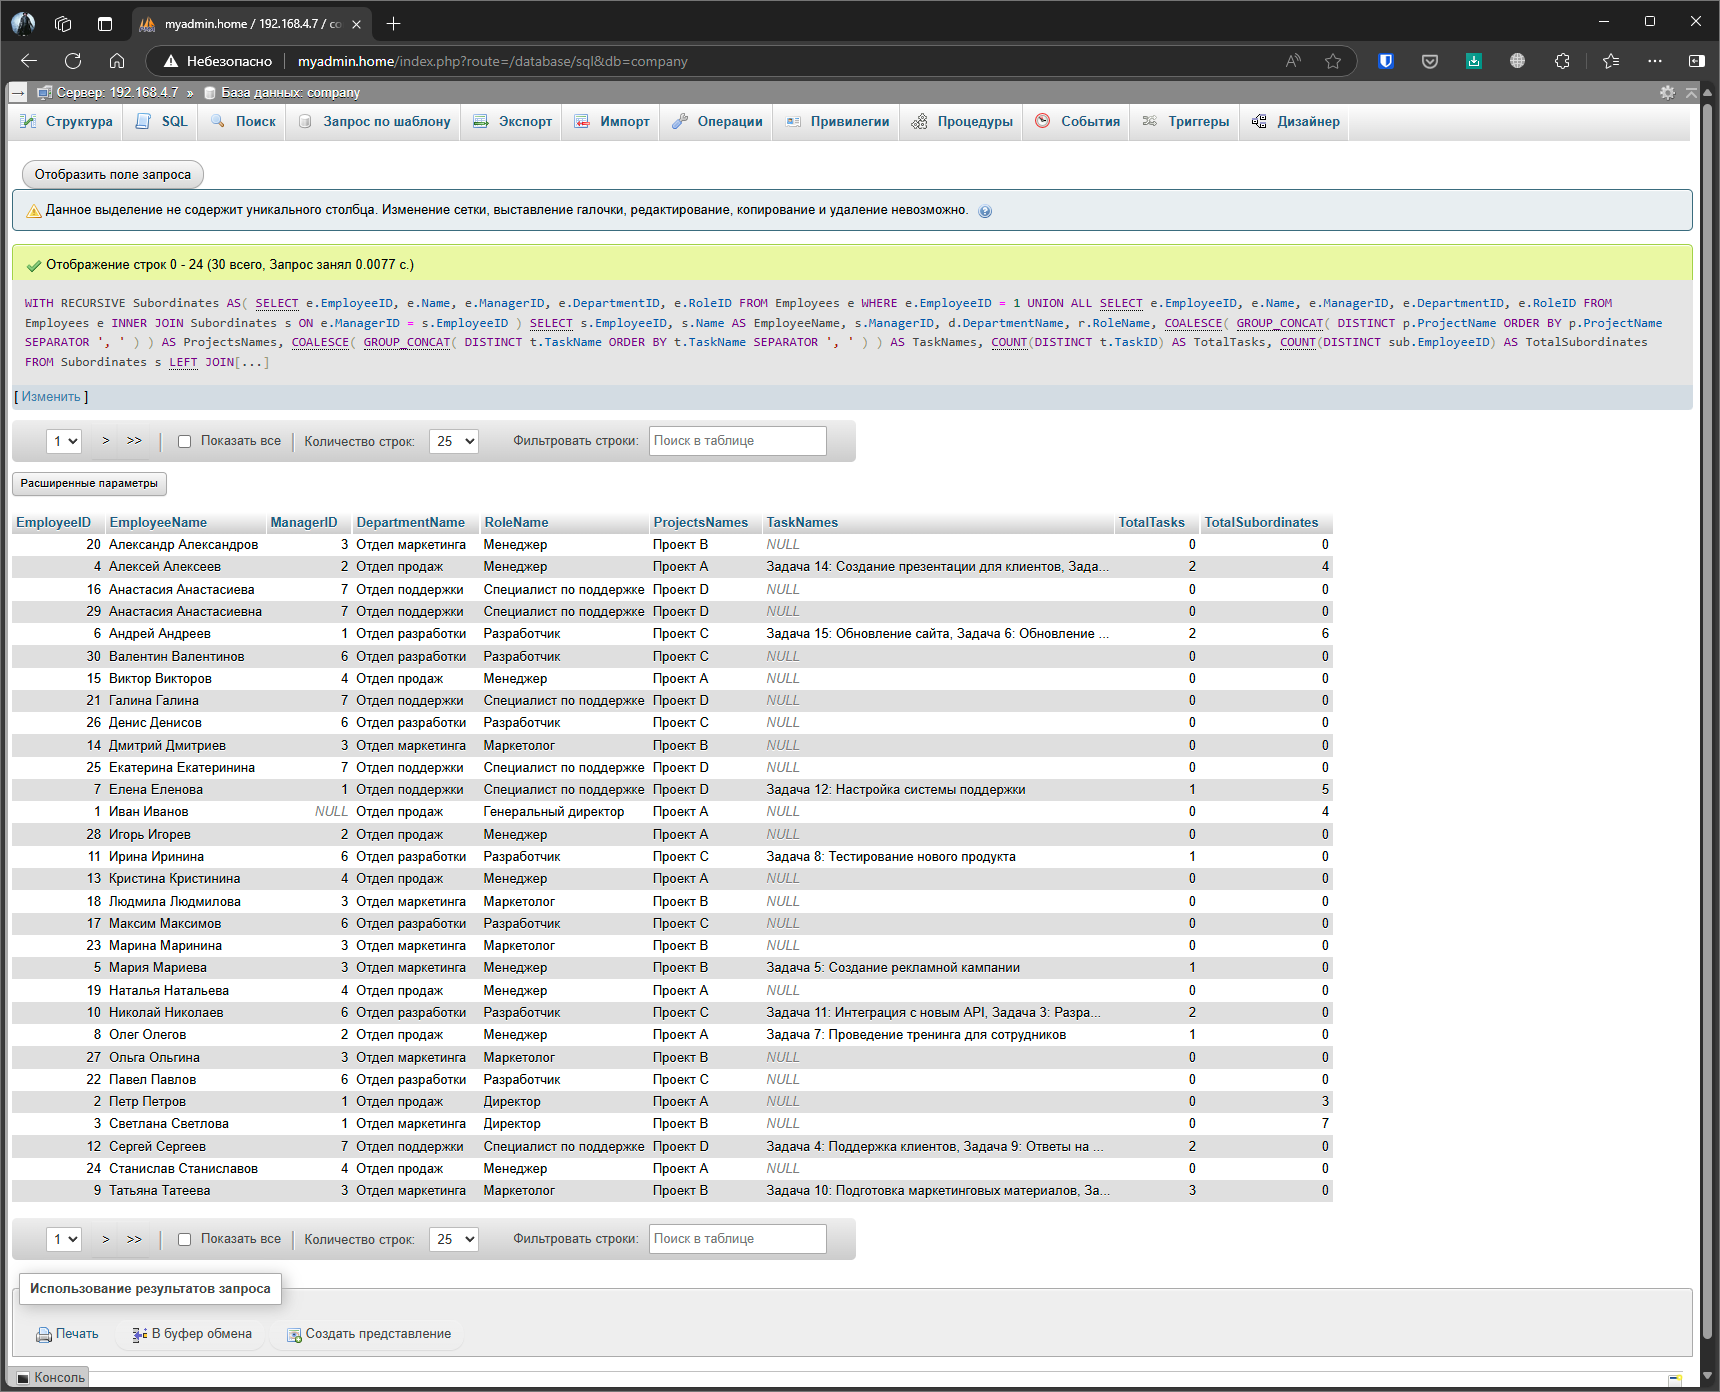 myadmin.home / 192.168.4.7 / co
Небезопасно myadmin.home/index.php?route=/database/sql&db=company
Сервер: 192.168.4.7 » База данных: company
Структура SQL Поиск Запрос по шаблону Экспорт Импорт Операции Привилегии Процедуры События Триггеры Дизайнер
Отобразить поле запроса
Данное выделение не содержит уникального столбца. Изменение сетки, выставление галочки, редактирование, копирование и удаление невозможно.
Отображение строк 0 - 24 (30 всего, Запрос занял 0.0077 с.)
WITH RECURSIVE Subordinates AS( SELECT e.EmployeeID, e.Name, e.ManagerID, e.DepartmentID, e.RoleID FROM Employees e WHERE e.EmployeeID = 1 UNION ALL SELECT e.EmployeeID, e.Name, e.ManagerID, e.DepartmentID, e.RoleID FROM
Employees e INNER JOIN Subordinates s ON e.ManagerID = s.EmployeeID ) SELECT s.EmployeeID, s.Name AS EmployeeName, s.ManagerID, d.DepartmentName, r.RoleName, COALESCE( GROUP_CONCAT( DISTINCT p.ProjectName ORDER BY p.ProjectName
SEPARATOR ', ' ) ) AS ProjectsNames, COALESCE( GROUP_CONCAT( DISTINCT t.TaskName ORDER BY t.TaskName SEPARATOR ', ' ) ) AS TaskNames, COUNT(DISTINCT t.TaskID) AS TotalTasks, COUNT(DISTINCT sub.EmployeeID) AS TotalSubordinates
FROM Subordinates s LEFT JOIN[...]
[ Изменить ]
1 > >> Показать все Количество строк: 25 Фильтровать строки: Поиск в таблице
Расширенные параметры
EmployeeID EmployeeName ManagerID DepartmentName RoleName ProjectsNames TaskNames TotalTasks TotalSubordinates
20 Александр Александров 3 Отдел маркетинга Менеджер Проект B NULL 0 0
4 Алексей Алексеев 2 Отдел продаж Менеджер Проект A Задача 14: Создание презентации для клиентов, Зада... 2 4
16 Анастасия Анастасиева 7 Отдел поддержки Специалист по поддержке Проект D NULL 0 0
29 Анастасия Анастасиевна 7 Отдел поддержки Специалист по поддержке Проект D NULL 0 0
6 Андрей Андреев 1 Отдел разработки Разработчик Проект C Задача 15: Обновление сайта, Задача 6: Обновление ... 2 6
30 Валентин Валентинов 6 Отдел разработки Разработчик Проект C NULL 0 0
15 Виктор Викторов 4 Отдел продаж Менеджер Проект A NULL 0 0
21 Галина Галина 7 Отдел поддержки Специалист по поддержке Проект D NULL 0 0
26 Денис Денисов 6 Отдел разработки Разработчик Проект C NULL 0 0
14 Дмитрий Дмитриев 3 Отдел маркетинга Маркетолог Проект B NULL 0 0
25 Екатерина Екатеринина 7 Отдел поддержки Специалист по поддержке Проект D NULL 0 0
7 Елена Еленова 1 Отдел поддержки Специалист по поддержке Проект D Задача 12: Настройка системы поддержки 1 5
1 Иван Иванов NULL Отдел продаж Генеральный директор Проект A NULL 0 4
28 Игорь Игорев 2 Отдел продаж Менеджер Проект A NULL 0 0
11 Ирина Иринина 6 Отдел разработки Разработчик Проект C Задача 8: Тестирование нового продукта 1 0
13 Кристина Кристинина 4 Отдел продаж Менеджер Проект A NULL 0 0
18 Людмила Людмилова 3 Отдел маркетинга Маркетолог Проект B NULL 0 0
17 Максим Максимов 6 Отдел разработки Разработчик Проект C NULL 0 0
23 Марина Маринина 3 Отдел маркетинга Маркетолог Проект B NULL 0 0
5 Мария Мариева 3 Отдел маркетинга Менеджер Проект B Задача 5: Создание рекламной кампании 1 0
19 Наталья Натальева 4 Отдел продаж Менеджер Проект A NULL 0 0
10 Николай Николаев 6 Отдел разработки Разработчик Проект C Задача 11: Интеграция с новым API, Задача 3: Разра... 2 0
8 Олег Олегов 2 Отдел продаж Менеджер Проект A Задача 7: Проведение тренинга для сотрудников 1 0
27 Ольга Ольгина 3 Отдел маркетинга Маркетолог Проект B NULL 0 0
22 Павел Павлов 6 Отдел разработки Разработчик Проект C NULL 0 0
2 Петр Петров 1 Отдел продаж Директор Проект A NULL 0 3
3 Светлана Светлова 1 Отдел маркетинга Директор Проект B NULL 0 7
12 Сергей Сергеев 7 Отдел поддержки Специалист по поддержке Проект D Задача 4: Поддержка клиентов, Задача 9: Ответы на ... 2 0
24 Станислав Станиславов 4 Отдел продаж Менеджер Проект A NULL 0 0
9 Татьяна Татеева 3 Отдел маркетинга Маркетолог Проект B Задача 10: Подготовка маркетинговых материалов, За... 3 0
1 > >> Показать все Количество строк: 25 Фильтровать строки: Поиск в таблице
Использование результатов запроса
Печать В буфер обмена Создать представление
Консоль